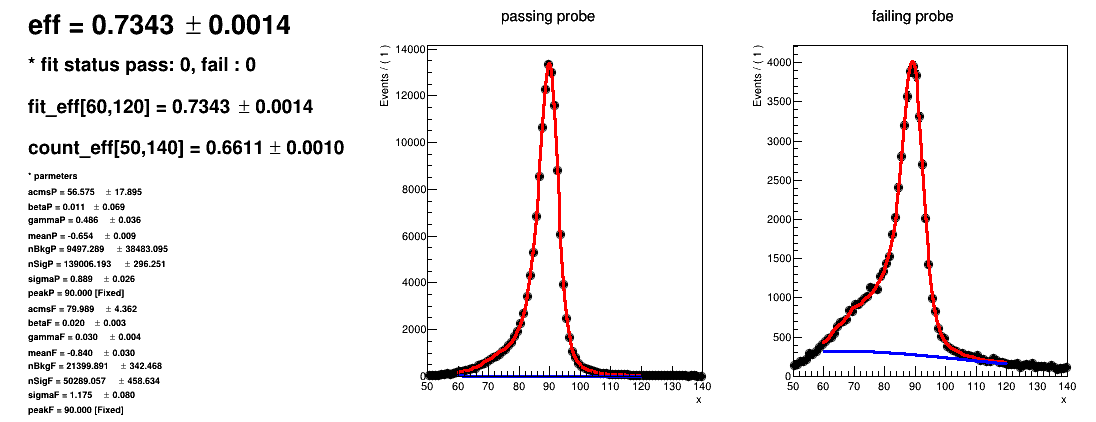 eff = 0.7343 ± 0.0014
* fit status pass: 0, fail : 0
fit_eff[60,120] = 0.7343 ± 0.0014
count_eff[50,140] = 0.6611 ± 0.0010
* parmeters
acmsP = 56.575 ± 17.895
betaP = 0.011 ± 0.069
gammaP = 0.486 ± 0.036
meanP = -0.654 ± 0.009
nBkgP = 9497.289 ± 38483.095
nSigP = 139006.193 ± 296.251
sigmaP = 0.889 ± 0.026
peakP = 90.000 [Fixed]
acmsF = 79.989 ± 4.362
betaF = 0.020 ± 0.003
gammaF = 0.030 ± 0.004
meanF = -0.840 ± 0.030
nBkgF = 21399.891 ± 342.468
nSigF = 50289.057 ± 458.634
sigmaF = 1.175 ± 0.080
peakF = 90.000 [Fixed]
passing probe
Events / ( 1 )
14000
12000
10000
8000
6000
4000
2000
0
50 60 70 80 90 100 110 120 130 140
x
failing probe
Events / ( 1 )
4000
3500
3000
2500
2000
1500
1000
500
0
50 60 70 80 90 100 110 120 130 140
x